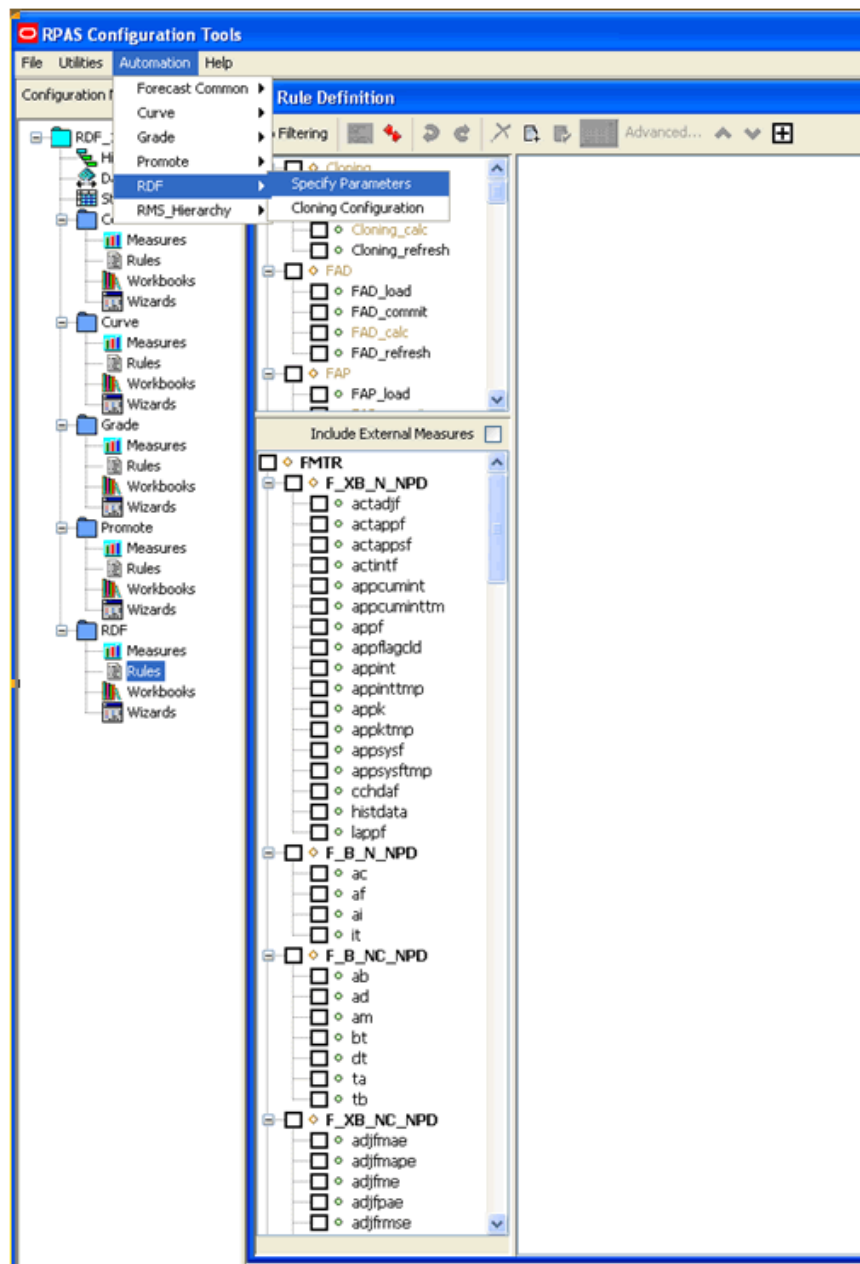 RPAS Configuration Tools
File Utilities Automation Help
Configuration
Forecast Common
Curve
Grade
Promote
RDF
RMS_Hierarchy
Specify Parameters
Cloning Configuration
RDF_
Hi
D
St
C
Measures
Rules
Workbooks
Wizards
Curve
Measures
Rules
Workbooks
Wizards
Grade
Measures
Rules
Workbooks
Wizards
Promote
Measures
Rules
Workbooks
Wizards
RDF
Measures
Rules
Workbooks
Wizards
Rule Definition
Filtering Advanced...
Cloning
Cloning_calc
Cloning_refresh
FAD
FAD_load
FAD_commit
FAD_calc
FAD_refresh
FAP
FAP_load
Include External Measures
FMTR
F_XB_N_NPD
actadjf
actappf
actappsf
actintf
appcumint
appcuminttm
appf
appflagcld
appint
appinttmp
appk
appktmp
appsysf
appsysftmp
cchdaf
histdata
lappf
F_B_N_NPD
ac
af
ai
it
F_B_NC_NPD
ab
ad
am
bt
dt
ta
tb
F_XB_NC_NPD
adjfmae
adjfmape
adjfme
adjfpae
adjfrmse